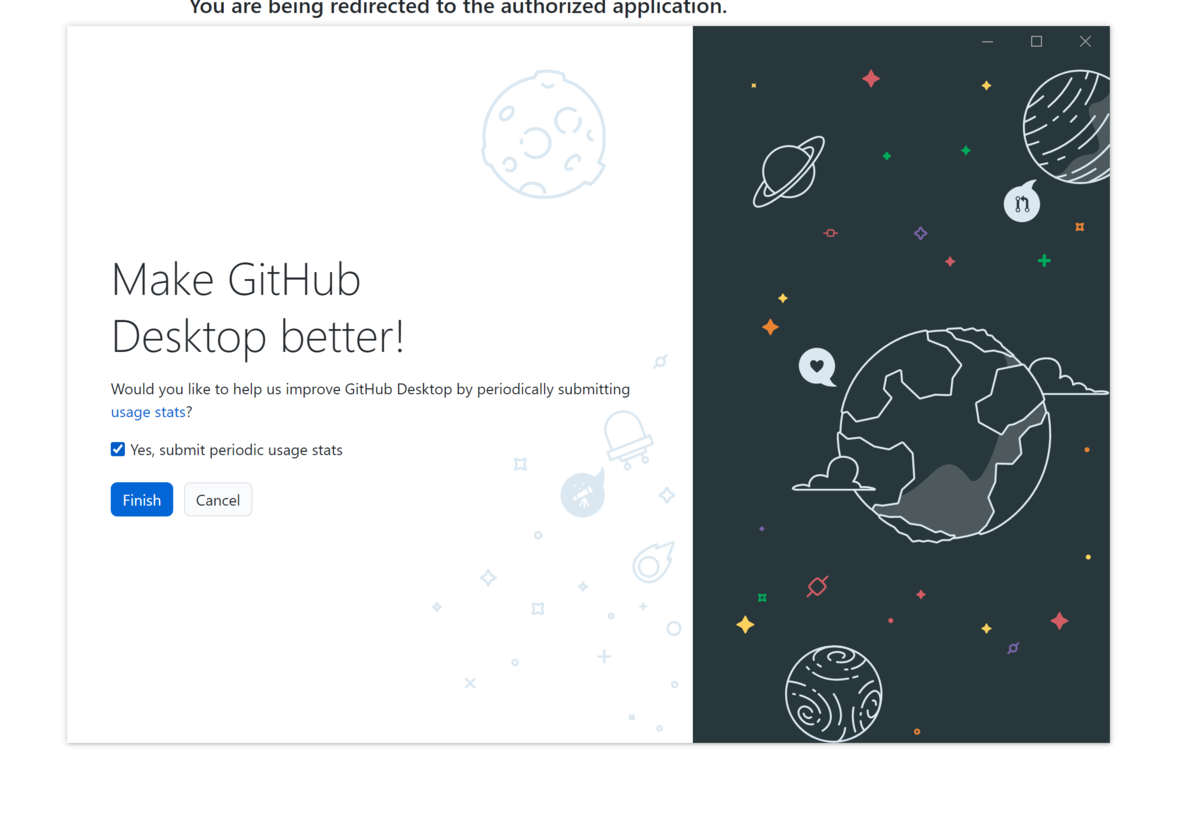 You are being redirected to the authorized application.
Make GitHub
Desktop better!
Would you like to help us improve GitHub Desktop by periodically submitting
usage stats?
Yes, submit periodic usage stats
Finish Cancel